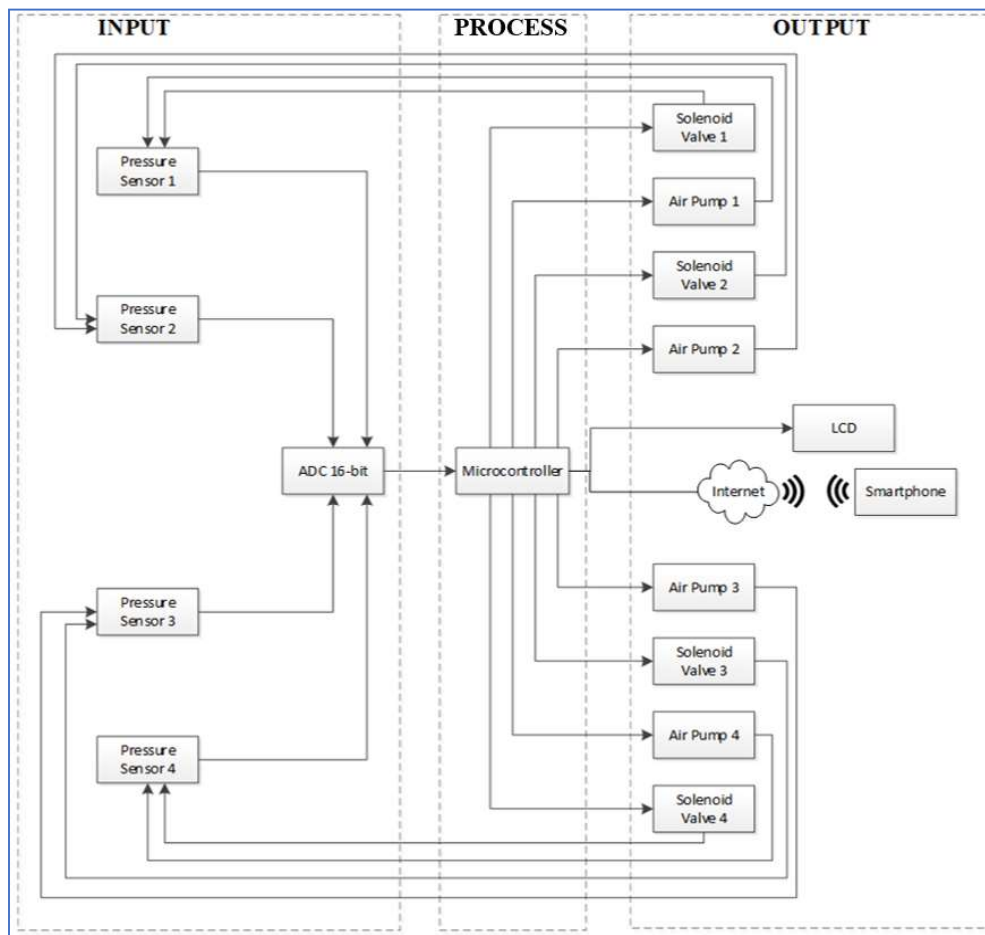 INPUT
PROCESS
OUTPUT
Pressure
Sensor 1
Pressure
Sensor 2
ADC 16-bit
Pressure
Sensor 3
Pressure
Sensor 4
Microcontroller
Solenoid
Valve 1
Air Pump 1
Solenoid
Valve 2
Air Pump 2
LCD
Internet
Smartphone
Air Pump 3
Solenoid
Valve 3
Air Pump 4
Solenoid
Valve 4